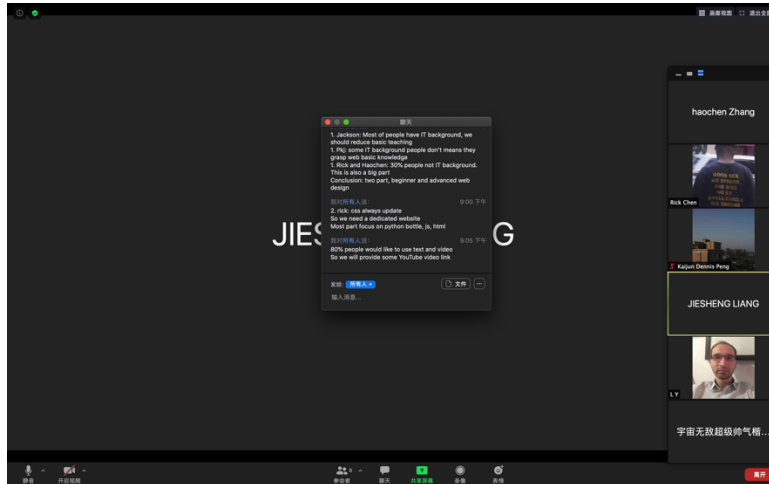 画廊视图
haochen Zhang
聊天
1. Jackson: Most of people have IT background, we
should reduce basic teaching
1. Pkj: some IT background people don't means they
grasp web basic knowledge
1. Rick and Haochen: 30% people not IT background.
This is also a big part
Conclusion: two part, beginner and advanced web
design
我对所有人说: 9:00 下午
2. rick: css always update
So we need a dedicated website
Most part focus on python bottle, js, html
我对所有人说: 9:05 下午
80% people would like to use text and video
So we will provide some YouTube video link
发给: 所有人 文件
输入消息...
Rick Chen
Kaijun Dennis Peng
JIESHENG LIANG
L Y
宇宙无敌超级帅气楷...
静音 开启视频 参会者 6 聊天 共享屏幕 录像 表情 离开